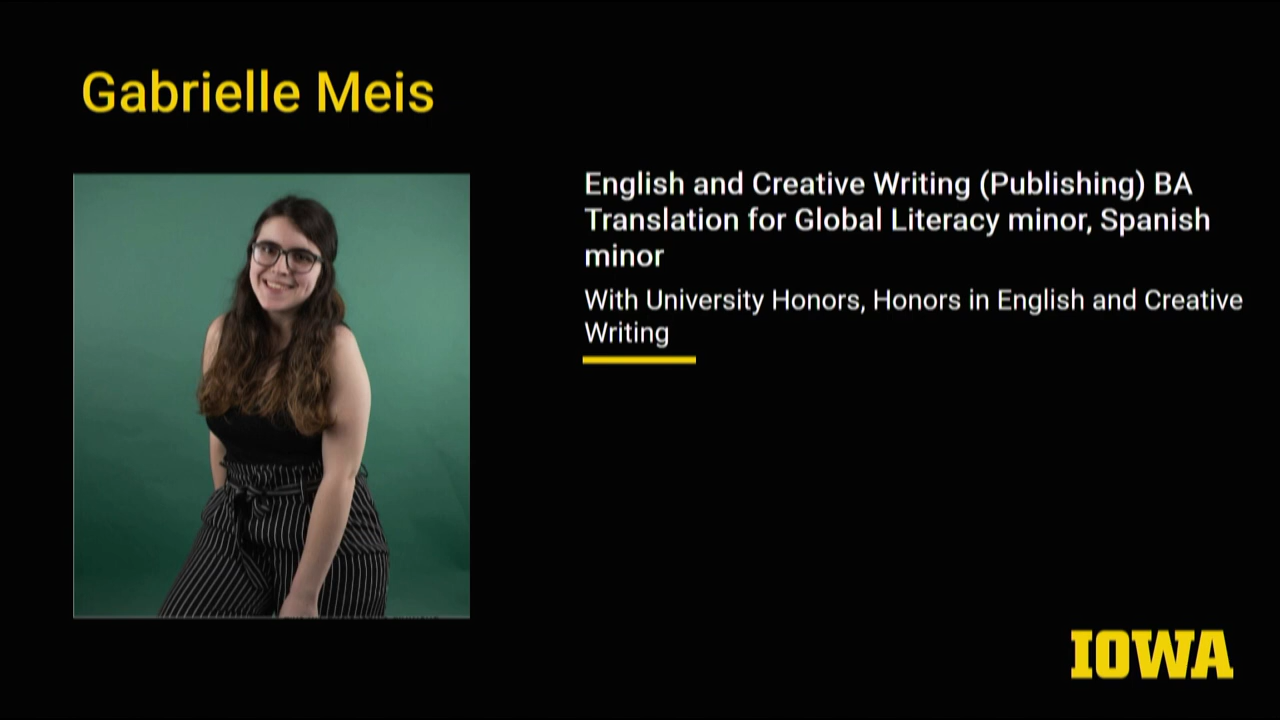 Gabrielle Meis
English and Creative Writing (Publishing) BA
Translation for Global Literacy minor, Spanish
minor
With University Honors, Honors in English and Creative
Writing
IOWA